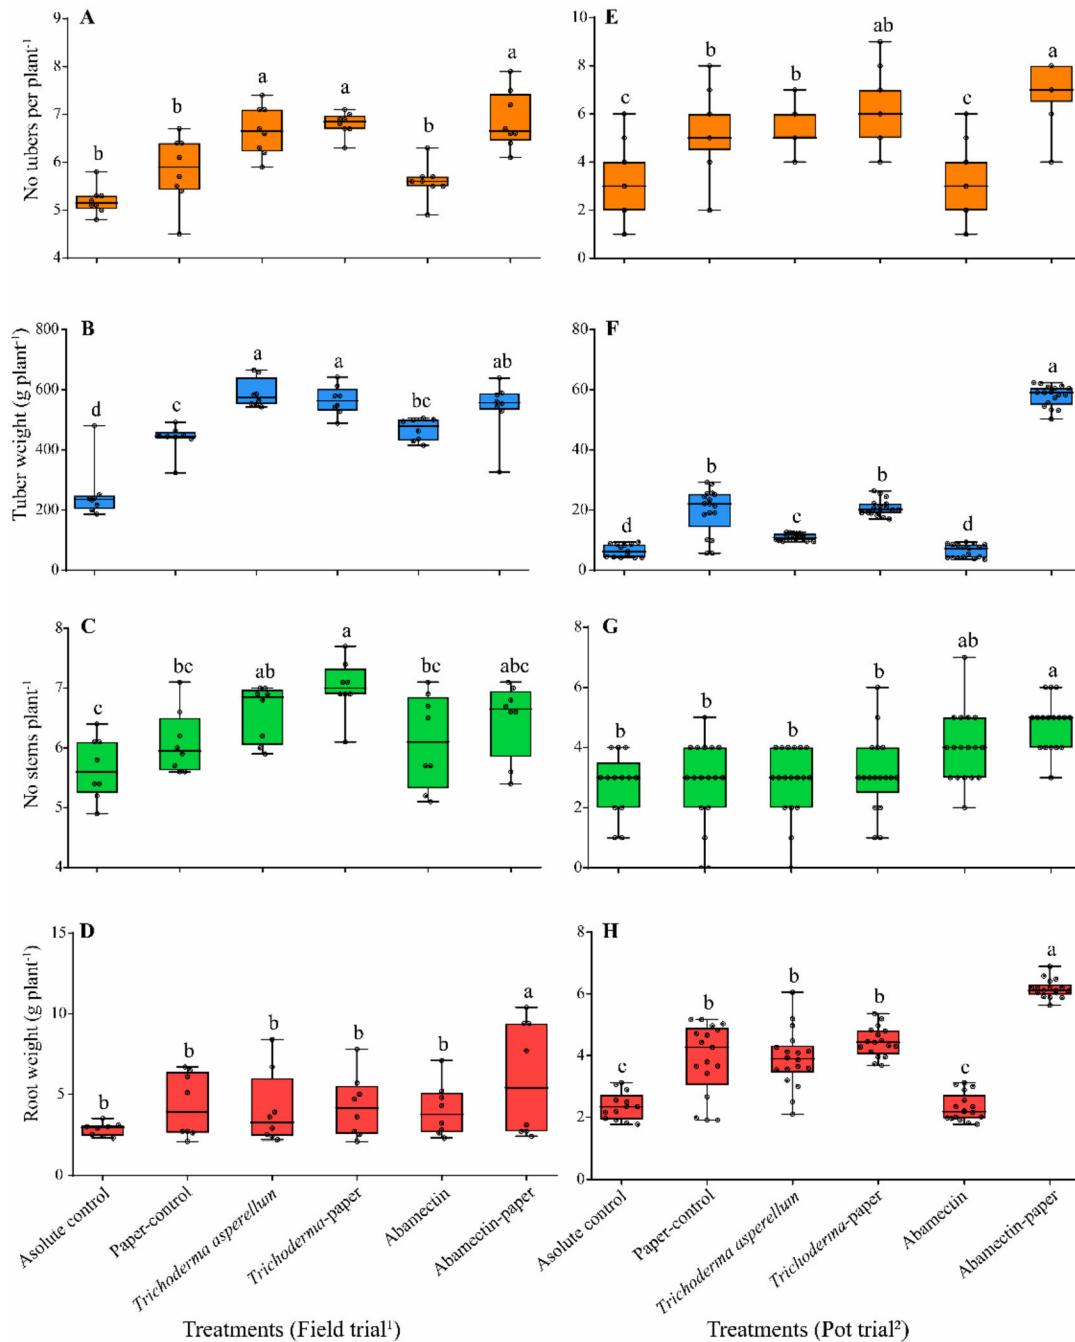 A
No tubers per plant⁻¹
9
8
7
6
5
4
b
b
a
a
b
a
E
10
8
6
4
2
0
c
b
b
ab
c
a
B
Tuber weight (g plant⁻¹)
800
600
400
200
0
d
c
a
a
bc
ab
F
80
60
40
20
0
d
b
c
b
d
a
C
No stems plant⁻¹
8
7
6
5
4
c
bc
ab
a
bc
abc
G
8
6
4
2
0
b
b
b
b
ab
a
D
Root weight (g plant⁻¹)
15
10
5
0
b
b
b
b
b
a
H
8
6
4
2
0
c
b
b
b
c
a
Asolute control
Paper-control
Trichoderma asperellum
Trichoderma-paper
Abamectin
Abamectin-paper
Asolute control
Paper-control
Trichoderma asperellum
Trichoderma-paper
Abamectin
Abamectin-paper
Treatments (Field trial¹)
Treatments (Pot trial²)